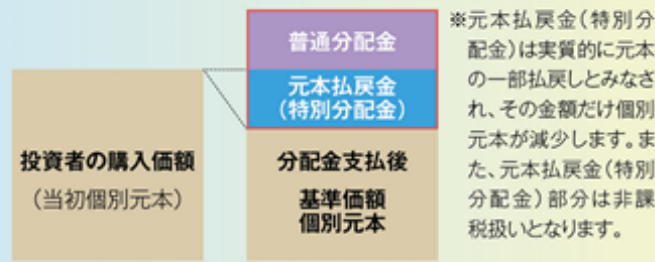 普通分配金
元本払戻金
(特別分配金)
投資者の購入価額
(当初個別元本)
分配金支払後
基準価額
個別元本
※元本払戻金(特別分
配金)は実質的に元本
の一部払戻しとみなさ
れ、その金額だけ個別
元本が減少します。ま
た、元本払戻金(特別
分配金)部分は非課
税扱いとなります。